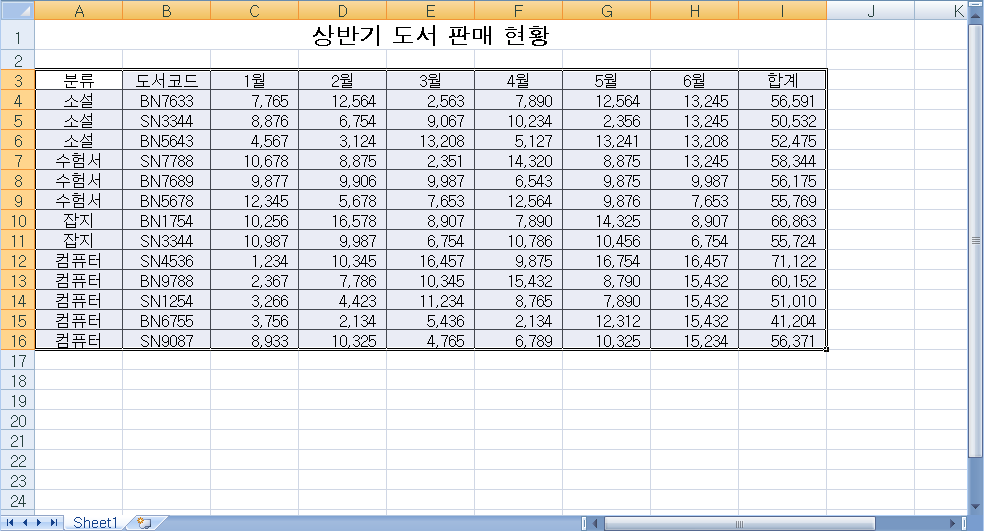 A B C D E F G H I J K
1 상반기 도서 판매 현황
2
3 분류 도서코드 1월 2월 3월 4월 5월 6월 합계
4 소설 BN7633 7,765 12,564 2,563 7,890 12,564 13,245 56,591
5 소설 SN3344 8,876 6,754 9,067 10,234 2,356 13,245 50,532
6 소설 BN5643 4,567 3,124 13,208 5,127 13,241 13,208 52,475
7 수험서 SN7788 10,678 8,875 2,351 14,320 8,875 13,245 58,344
8 수험서 BN7689 9,877 9,906 9,987 6,543 9,875 9,987 56,175
9 수험서 BN5678 12,345 5,678 7,653 12,564 9,876 7,653 55,769
10 잡지 BN1754 10,256 16,578 8,907 7,890 14,325 8,907 66,863
11 잡지 SN3344 10,987 9,987 6,754 10,786 10,456 6,754 55,724
12 컴퓨터 SN4536 1,234 10,345 16,457 9,875 16,754 16,457 71,122
13 컴퓨터 BN9788 2,367 7,786 10,345 15,432 8,790 15,432 60,152
14 컴퓨터 SN1254 3,266 4,423 11,234 8,765 7,890 15,432 51,010
15 컴퓨터 BN6755 3,756 2,134 5,436 2,134 12,312 15,432 41,204
16 컴퓨터 SN9087 8,933 10,325 4,765 6,789 10,325 15,234 56,371
17
18
19
20
21
22
23
24
Sheet1